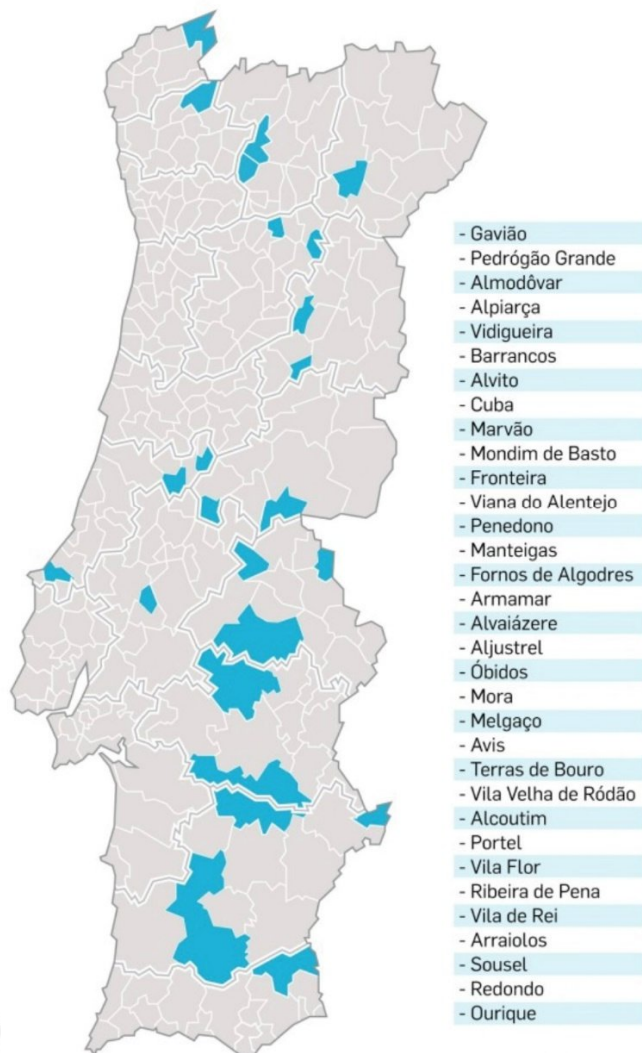 - Gavião
- Pedrógão Grande
- Almodôvar
- Alpiarça
- Vidigueira
- Barrancos
- Alvito
- Cuba
- Marvão
- Mondim de Basto
- Fronteira
- Viana do Alentejo
- Penedono
- Manteigas
- Fornos de Algodres
- Armamar
- Alvaiázere
- Aljustrel
- Óbidos
- Mora
- Melgaço
- Avis
- Terras de Bouro
- Vila Velha de Ródão
- Alcoutim
- Portel
- Vila Flor
- Ribeira de Pena
- Vila de Rei
- Arraiolos
- Sousel
- Redondo
- Ourique